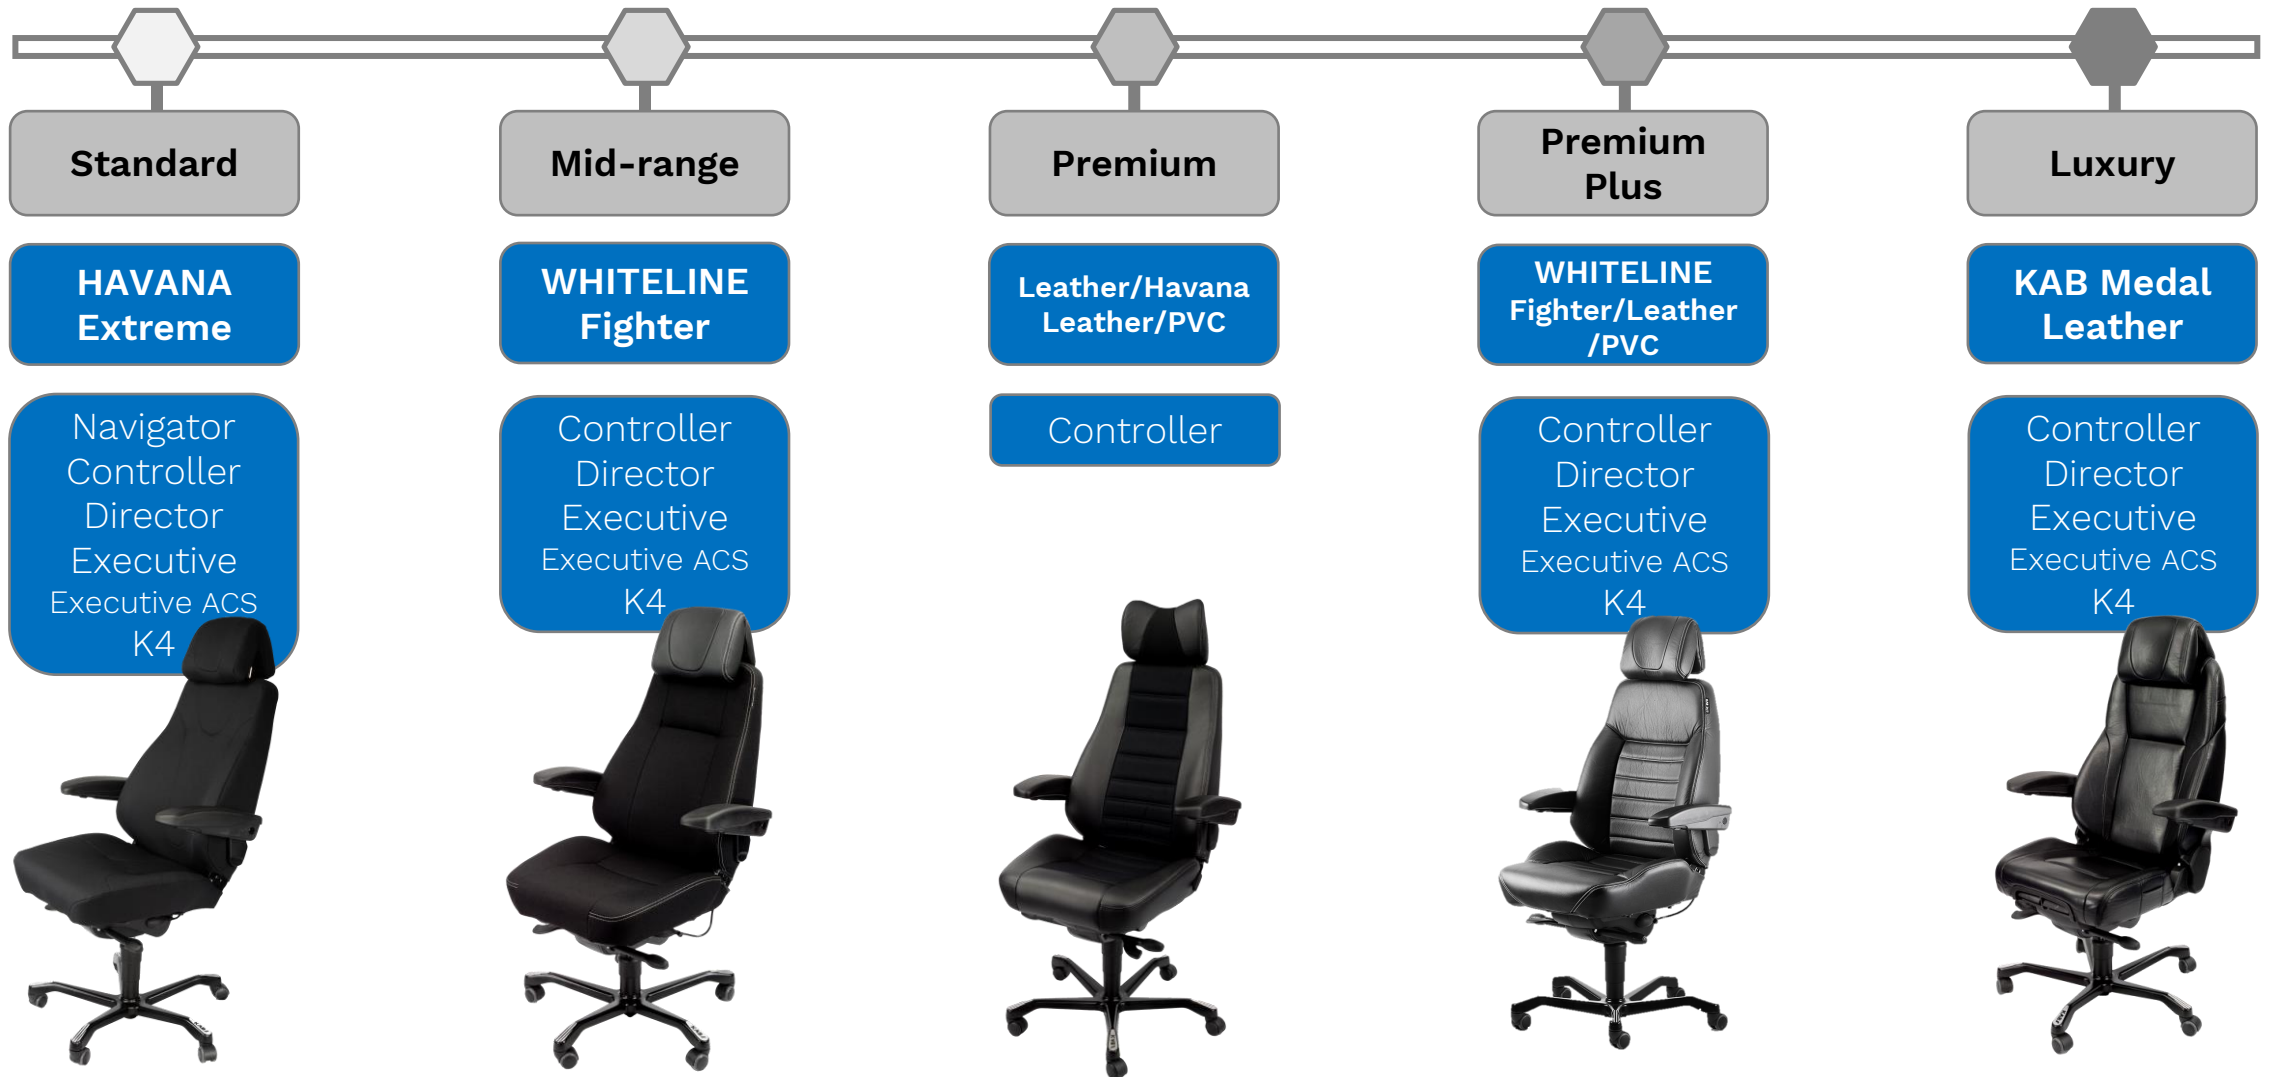 Standard
Mid-range
Premium
Premium
Plus
Luxury
HAVANA
Extreme
WHITELINE
Fighter
Leather/Havana
Leather/PVC
WHITELINE
Fighter/Leather
/PVC
KAB Medal
Leather
Navigator
Controller
Director
Executive
Executive ACS
K4
Controller
Director
Executive
Executive ACS
K4
Controller
Controller
Director
Executive
Executive ACS
K4
Controller
Director
Executive
Executive ACS
K4